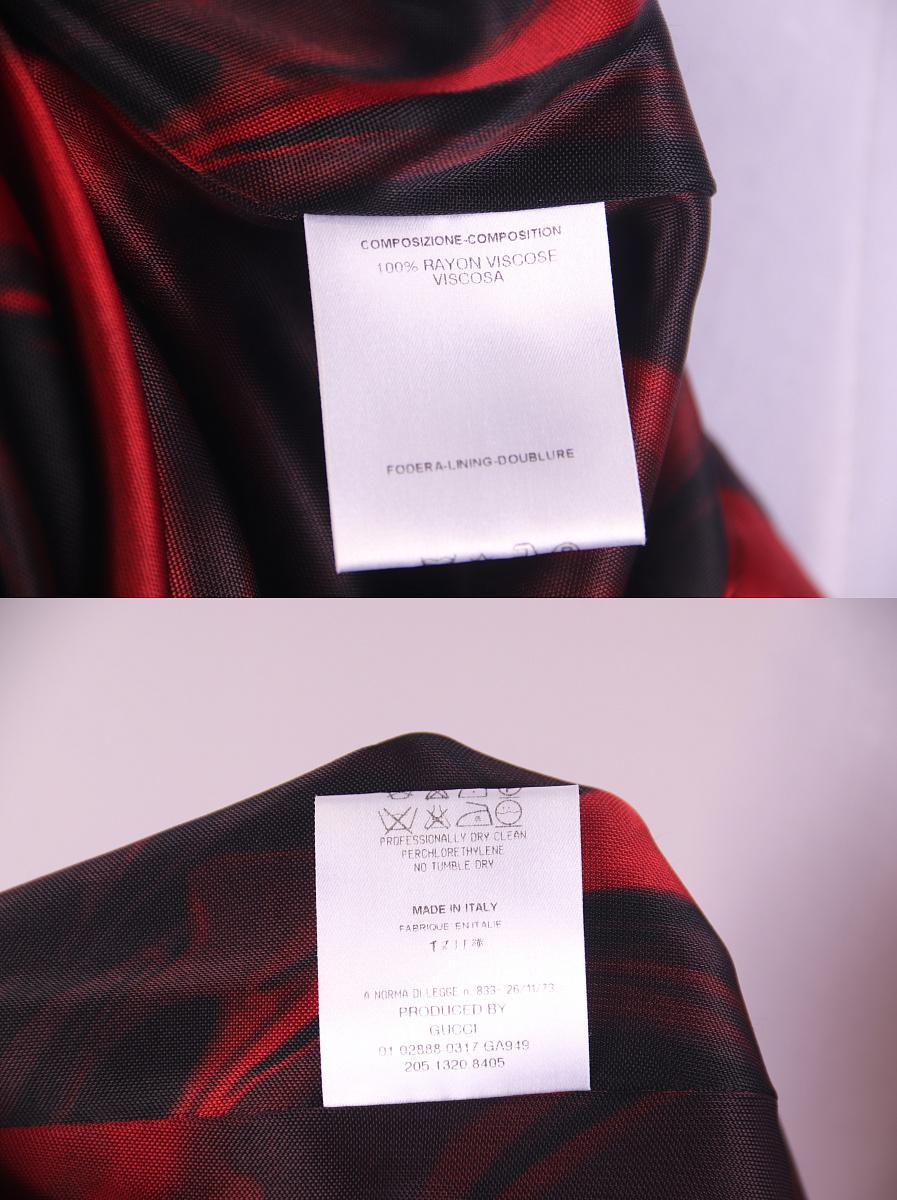 COMPOSIZIONE-COMPOSITION
100% RAYON VISCOSE
VISCOSA
FODERA-LINING-DOUBLURE
PROFESSIONALLY DRY CLEAN
PERCHLORETHYLENE
NO TUMBLE DRY
MADE IN ITALY
FABRIQUE EN ITALIE
A NORMA DI LEGGE n. 833- 26/11/73
PRODUCED BY
GUCCI
01 02888 0317 GA949
205 1320 8405